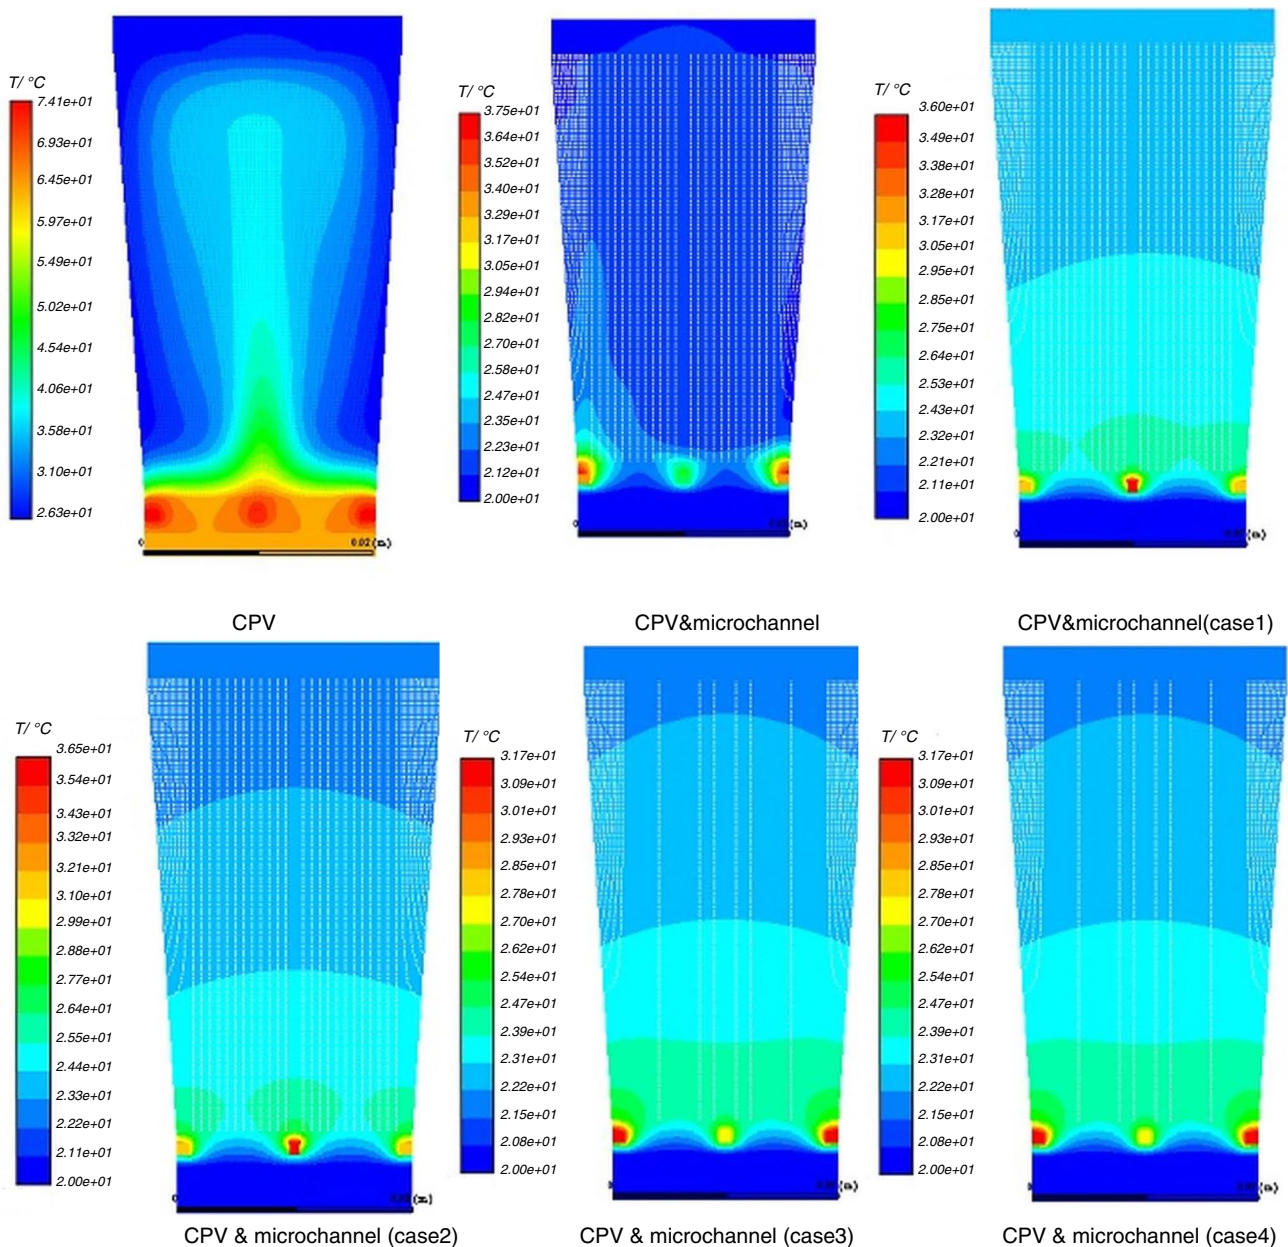 T/ °C
7.41e+01
6.93e+01
6.45e+01
5.97e+01
5.49e+01
5.02e+01
4.54e+01
4.06e+01
3.58e+01
3.10e+01
2.63e+01
0
0.02 (m)
CPV
T/ °C
3.75e+01
3.64e+01
3.52e+01
3.40e+01
3.29e+01
3.17e+01
3.05e+01
2.94e+01
2.82e+01
2.70e+01
2.58e+01
2.47e+01
2.35e+01
2.23e+01
2.12e+01
2.00e+01
(m)
CPV&microchannel
T/ °C
3.60e+01
3.49e+01
3.38e+01
3.28e+01
3.17e+01
3.05e+01
2.95e+01
2.85e+01
2.75e+01
2.64e+01
2.53e+01
2.43e+01
2.32e+01
2.21e+01
2.11e+01
2.00e+01
0
(m)
CPV&microchannel(case1)
T/ °C
3.65e+01
3.54e+01
3.43e+01
3.32e+01
3.21e+01
3.10e+01
2.99e+01
2.88e+01
2.77e+01
2.64e+01
2.55e+01
2.44e+01
2.33e+01
2.22e+01
2.11e+01
2.00e+01
0
(m)
CPV & microchannel (case2)
T/ °C
3.17e+01
3.09e+01
3.01e+01
2.93e+01
2.85e+01
2.78e+01
2.70e+01
2.62e+01
2.54e+01
2.47e+01
2.39e+01
2.31e+01
2.22e+01
2.15e+01
2.08e+01
2.00e+01
(m)
CPV & microchannel (case3)
T/ °C
3.17e+01
3.09e+01
3.01e+01
2.93e+01
2.85e+01
2.78e+01
2.70e+01
2.62e+01
2.54e+01
2.47e+01
2.39e+01
2.31e+01
2.22e+01
2.15e+01
2.08e+01
2.00e+01
(m)
CPV & microchannel (case4)